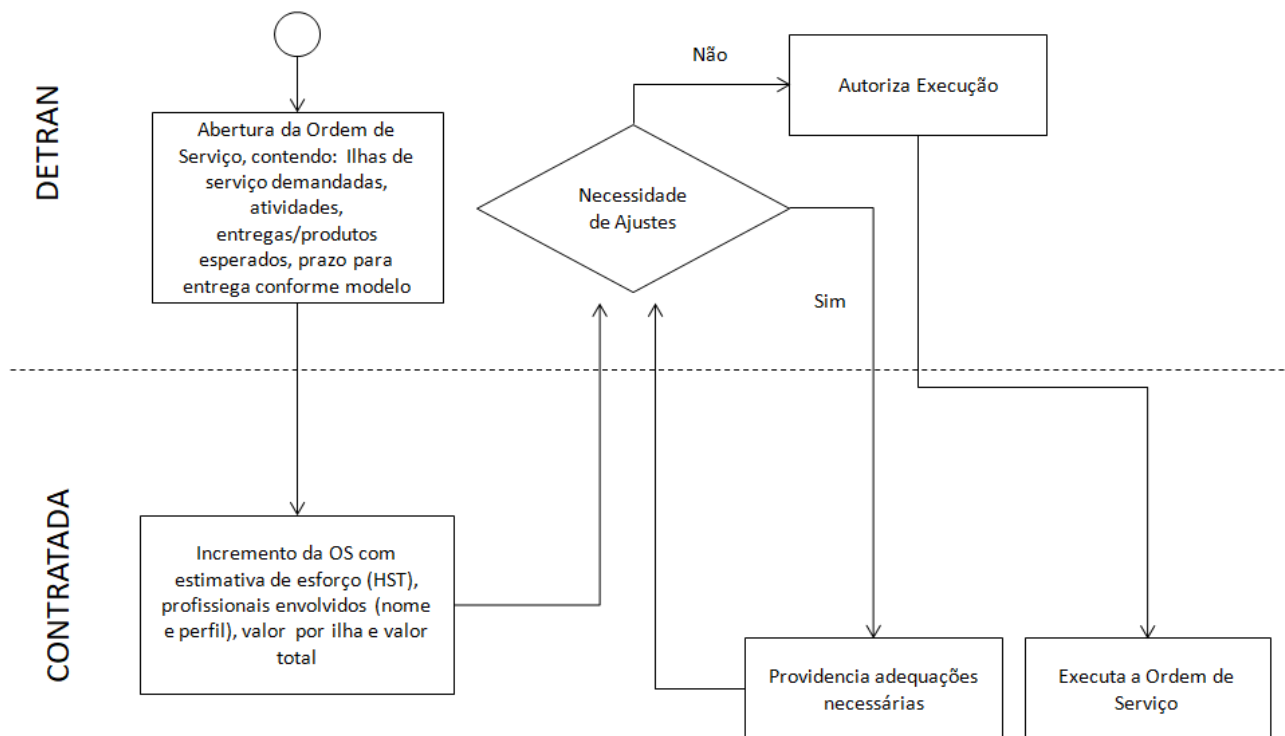 DETRAN
Abertura da Ordem de
Serviço, contendo: Ilhas de
serviço demandadas,
atividades,
entregas/produtos
esperados, prazo para
entrega conforme modelo
Necessidade
de Ajustes
Não
Autoriza Execução
Sim
CONTRATADA
Incremento da OS com
estimativa de esforço (HST),
profissionais envolvidos (nome
e perfil), valor por ilha e valor
total
Providencia adequações
necessárias
Executa a Ordem de
Serviço